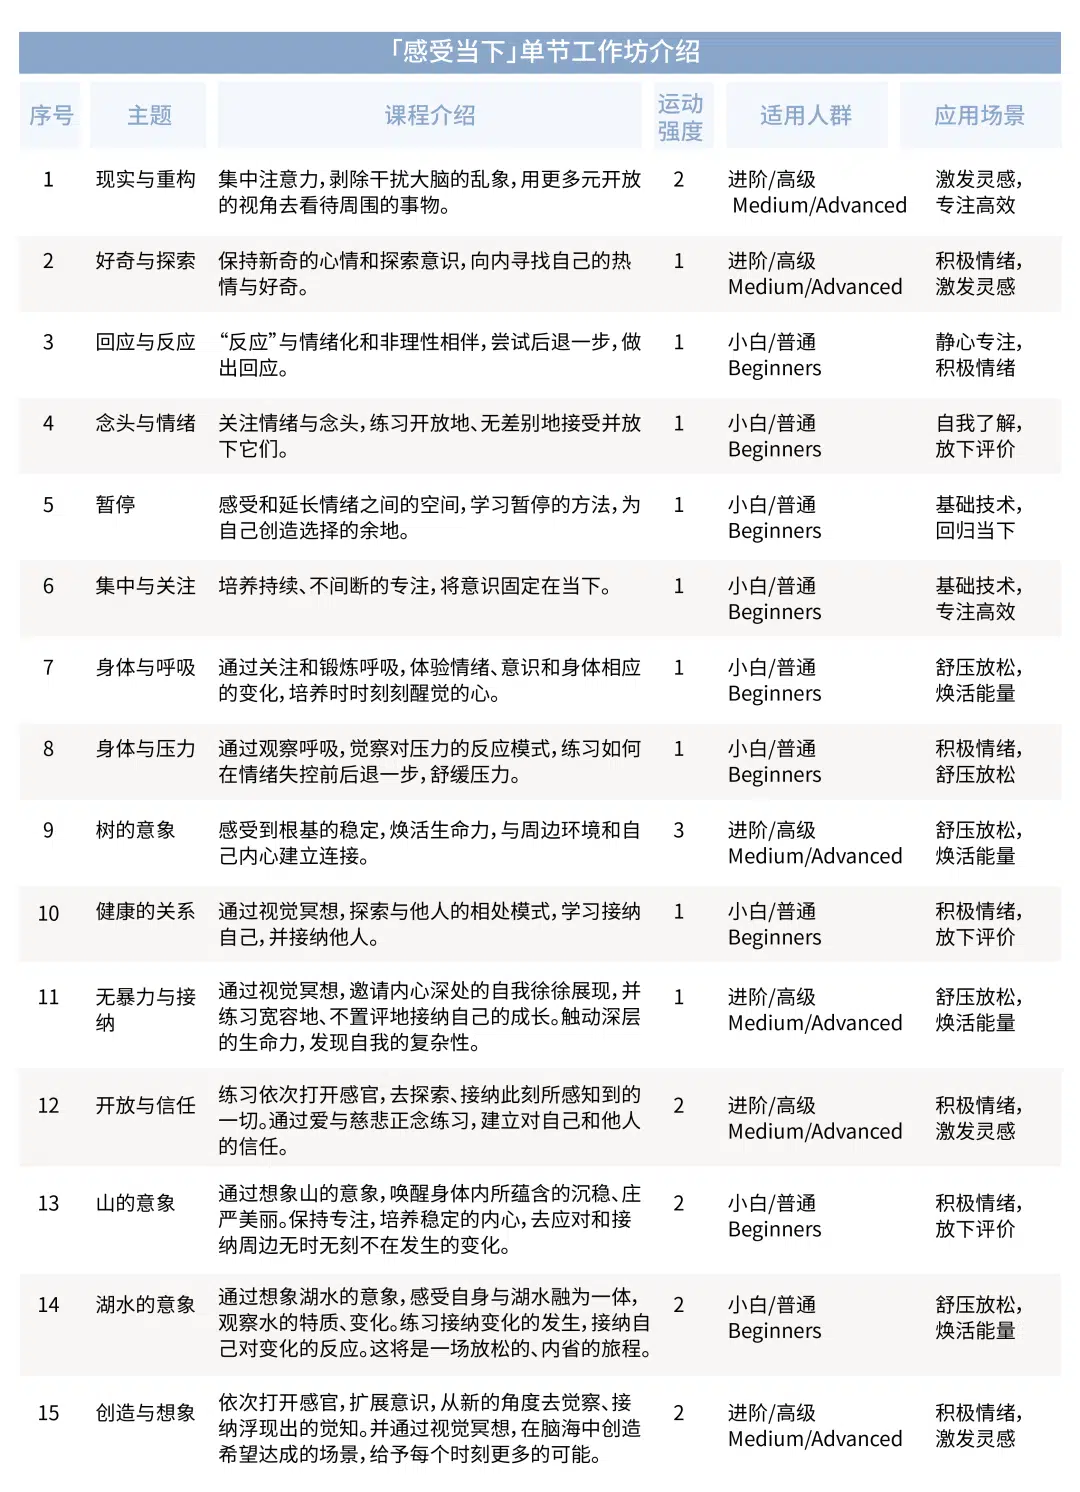 「感受当下」单节工作坊介绍
序号 主题 课程介绍 运动强度 适用人群 应用场景
1 现实与重构 集中注意力，剥除干扰大脑的乱象，用更多元开放 2 进阶/高级 激发灵感，
的视角去看待周围的事物。 Medium/Advanced 专注高效
2 好奇与探索 保持新奇的心情和探索意识，向内寻找自己的热 1 进阶/高级 积极情绪，
情与好奇。 Medium/Advanced 激发灵感
3 回应与反应 “反应”与情绪化和非理性相伴，尝试后退一步，做 1 小白/普通 静心专注，
出回应。 Beginners 积极情绪
4 念头与情绪 关注情绪与念头，练习开放地、无差别地接受并放 1 小白/普通 自我了解，
下它们。 Beginners 放下评价
5 暂停 感受和延长情绪之间的空间，学习暂停的方法，为 1 小白/普通 基础技术，
自己创造选择的余地。 Beginners 回归当下
6 集中与关注 培养持续、不间断的专注，将意识固定在当下。 1 小白/普通 基础技术，
Beginners 专注高效
7 身体与呼吸 通过关注和锻炼呼吸，体验情绪、意识和身体相应 1 小白/普通 舒压放松，
的变化，培养时时刻刻醒觉的心。 Beginners 焕活能量
8 身体与压力 通过观察呼吸，觉察对压力的反应模式，练习如何 1 小白/普通 积极情绪，
在情绪失控前后退一步，舒缓压力。 Beginners 舒压放松
9 树的意象 感受到根基的稳定，焕活生命力，与周边环境和自 3 进阶/高级 舒压放松，
己内心建立连接。 Medium/Advanced 焕活能量
10 健康的关系 通过视觉冥想，探索与他人的相处模式，学习接纳 1 小白/普通 积极情绪，
自己，并接纳他人。 Beginners 放下评价
11 无暴力与接 通过视觉冥想，邀请内心深处的自我徐徐展现，并 1 进阶/高级 舒压放松，
纳 练习宽容地、不置评地接纳自己的成长。触动深层 Medium/Advanced 焕活能量
的生命力，发现自我的复杂性。
12 开放与信任 练习依次打开感官，去探索、接纳此刻所感知到的 2 进阶/高级 积极情绪，
一切。通过爱与慈悲正念练习，建立对自己和他人 Medium/Advanced 激发灵感
的信任。
13 山的意象 通过想象山的意象，唤醒身体内所蕴含的沉稳、庄 2 小白/普通 积极情绪，
严美丽。保持专注，培养稳定的内心，去应对和接 Beginners 放下评价
纳周边无时无刻不在发生的变化。
14 湖水的意象 通过想象湖水的意象，感受自身与湖水融为一体， 2 小白/普通 舒压放松，
观察水的特质、变化。练习接纳变化的发生，接纳自 Beginners 焕活能量
己对变化的反应。这将是一场放松的、内省的旅程。
15 创造与想象 依次打开感官，扩展意识，从新的角度去觉察、接 2 进阶/高级 积极情绪，
纳浮现出的觉知。并通过视觉冥想，在脑海中创造 Medium/Advanced 激发灵感
希望达成的场景，给予每个时刻更多的可能。